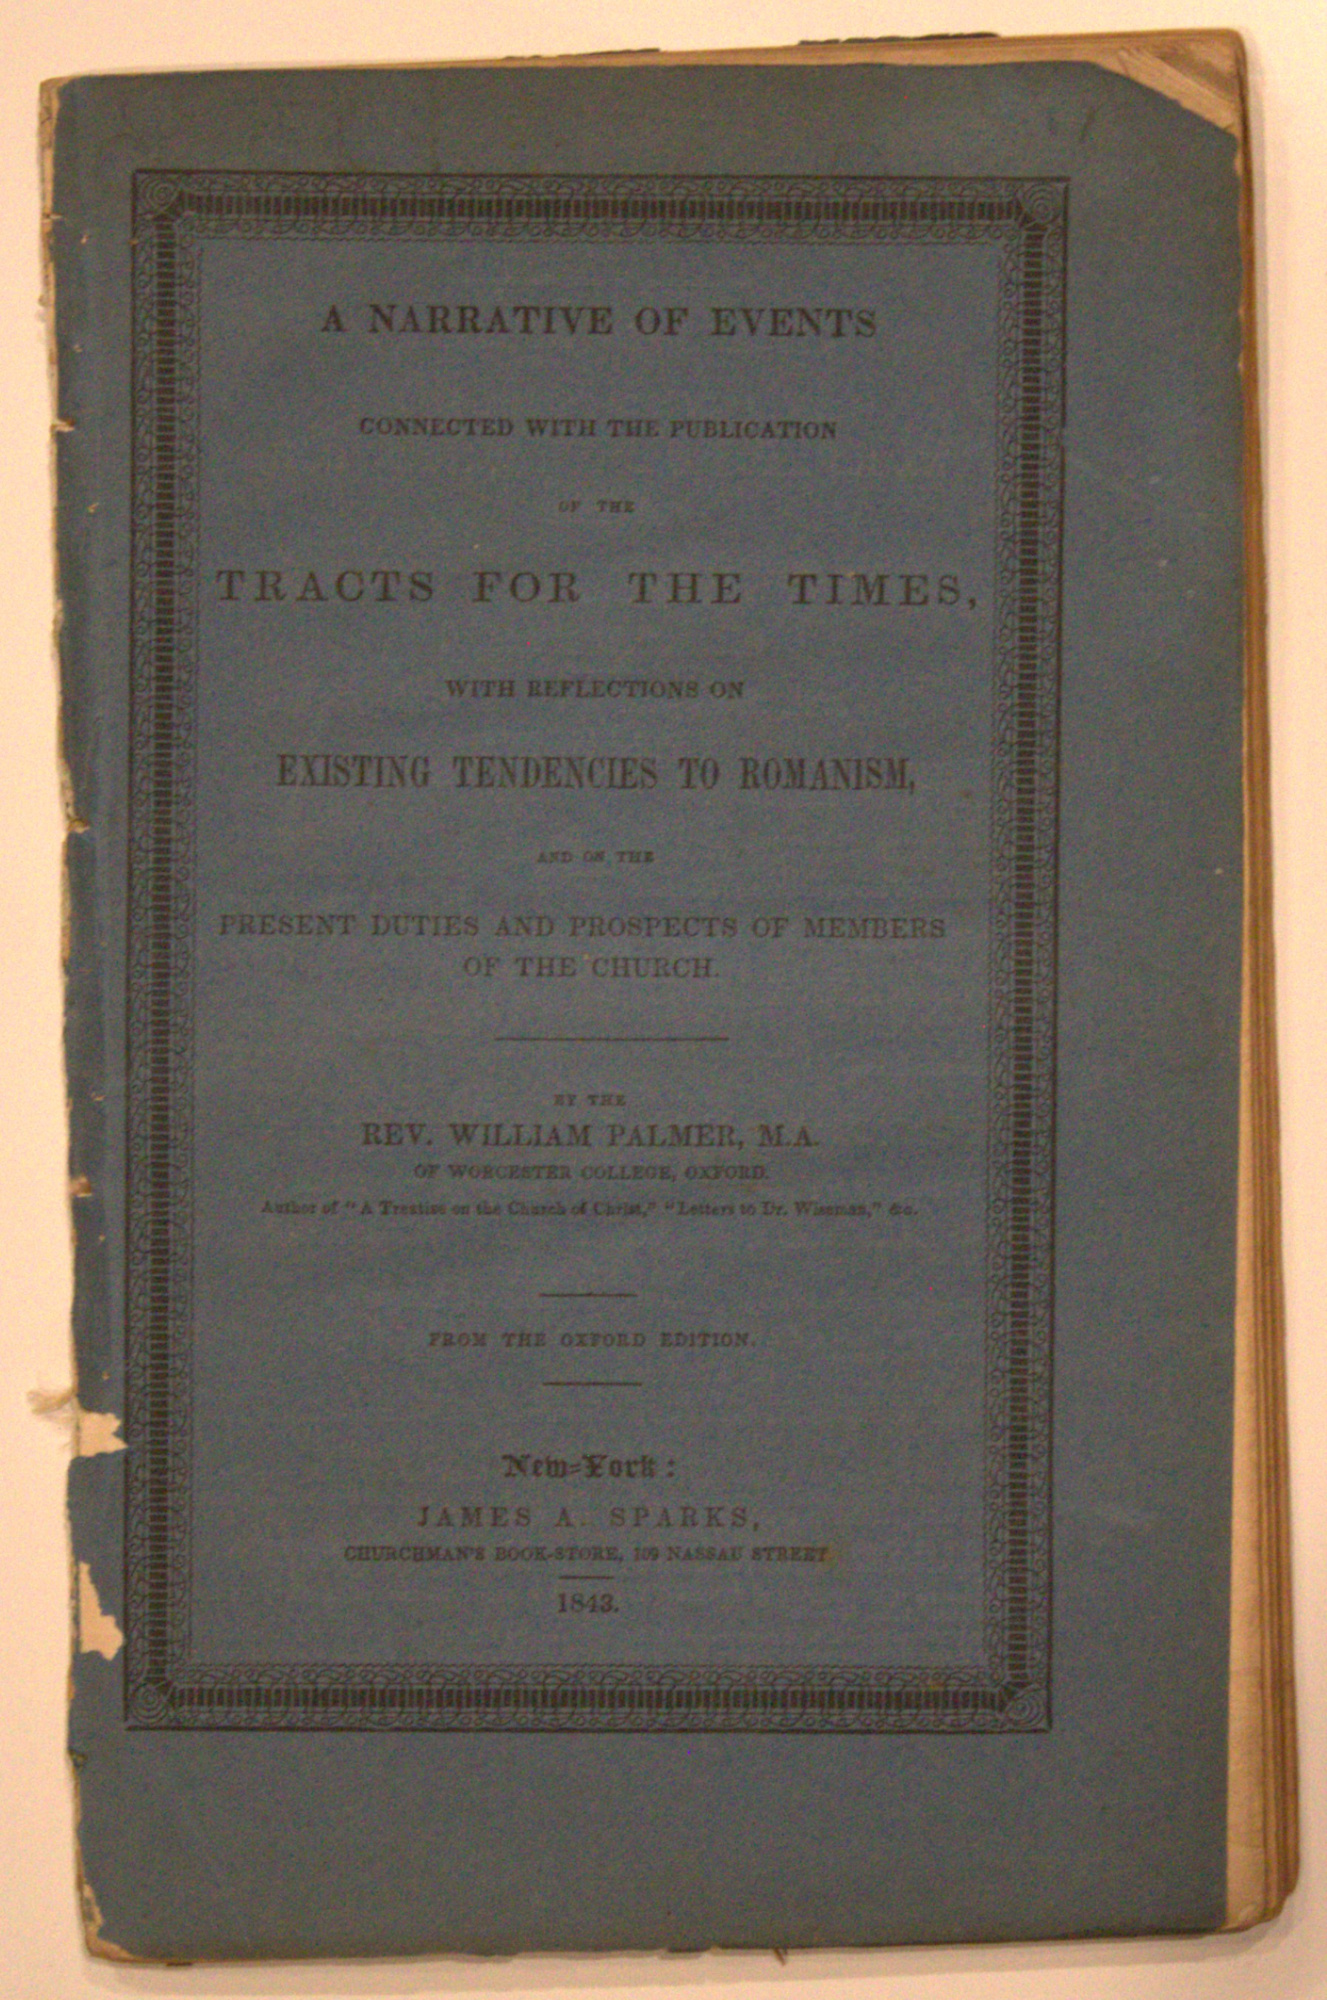 A NARRATIVE OF EVENTS
CONNECTED WITH THE PUBLICATION
OF THE
TRACTS FOR THE TIMES,
WITH REFLECTIONS ON
EXISTING TENDENCIES TO ROMANISM,
AND ON THE
PRESENT DUTIES AND PROSPECTS OF MEMBERS
OF THE CHURCH.
BY THE
REV. WILLIAM PALMER, M.A.
OF WORCESTER COLLEGE, OXFORD.
Author of "A Treatise on the Church of Christ," "Letters to Dr. Wiseman," &c.
FROM THE OXFORD EDITION.
New-York:
JAMES A. SPARKS,
CHURCHMAN'S BOOK-STORE, 109 NASSAU STREET
1843.